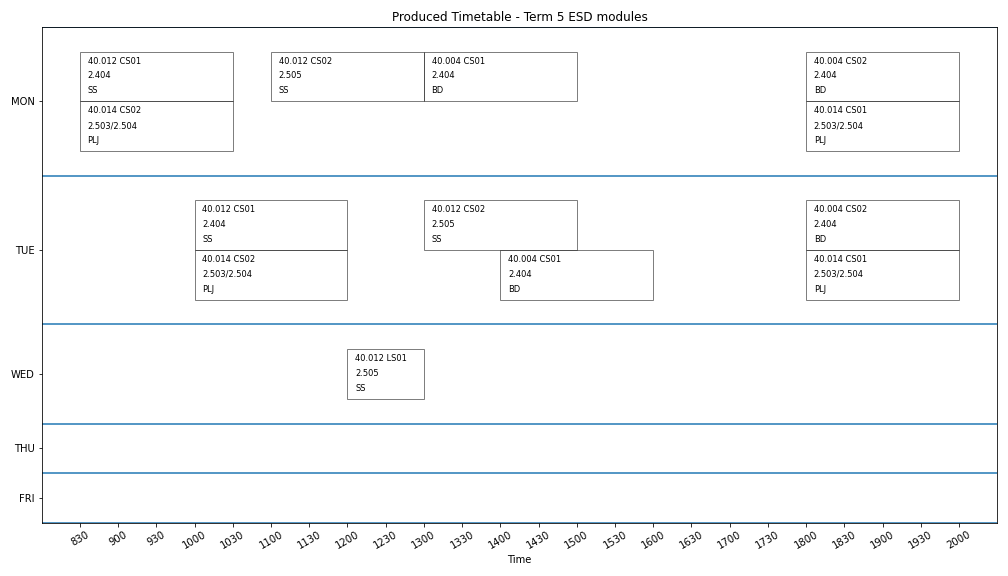 Produced Timetable - Term 5 ESD modules
MON
40.012 CS01
2.404
SS
40.014 CS02
2.503/2.504
PLJ
40.012 CS02
2.505
SS
40.004 CS01
2.404
BD
40.004 CS02
2.404
BD
40.014 CS01
2.503/2.504
PLJ
TUE
40.012 CS01
2.404
SS
40.014 CS02
2.503/2.504
PLJ
40.012 CS02
2.505
SS
40.004 CS01
2.404
BD
40.004 CS02
2.404
BD
40.014 CS01
2.503/2.504
PLJ
WED
40.012 LS01
2.505
SS
THU
FRI
830 900 930 1000 1030 1100 1130 1200 1230 1300 1330 1400 1430 1500 1530 1600 1630 1700 1730 1800 1830 1900 1930 2000
Time